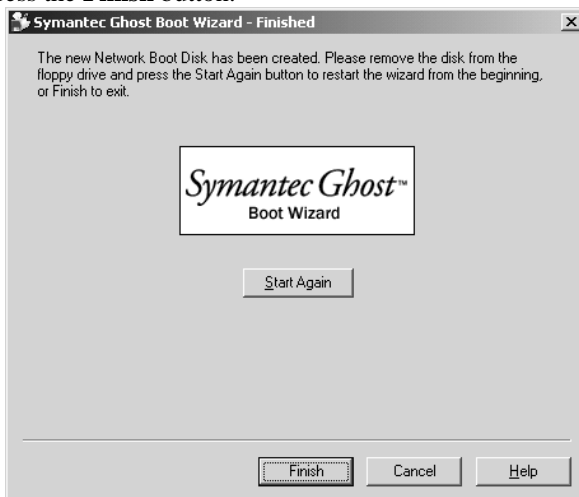 ess the Finish button.
Symantec Ghost Boot Wizard - Finished
The new Network Boot Disk has been created. Please remove the disk from the
floppy drive and press the Start Again button to restart the wizard from the beginning,
or Finish to exit.
Symantec Ghost™
Boot Wizard
Start Again
Finish
Cancel
Help